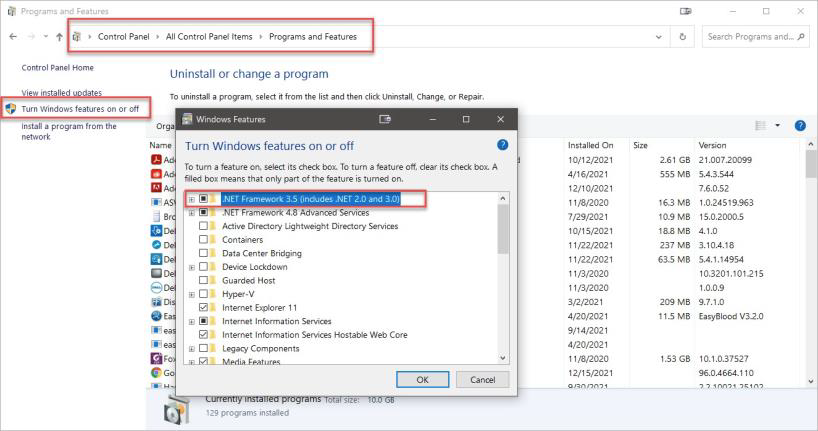 Programs and Features
Control Panel > All Control Panel Items > Programs and Features
Search Programs and...
Control Panel Home
View installed updates
Turn Windows features on or off
Install a program from the
network
Uninstall or change a program
To uninstall a program, select it from the list and then click Uninstall, Change, or Repair.
Orga
Name
Installed On
Size
Version
Ado
10/12/2021
2.61 GB
21.007.20099
Ado
4/16/2021
555 MB
5.4.3.544
Ado
12/10/2021
7.6.0.52
ASV
11/8/2020
16.3 MB
1.0.24519.963
Bro
7/29/2021
10.9 MB
15.0.2000.5
Del
10/15/2021
18.8 MB
4.1.0
Del
11/22/2021
237 MB
3.10.4.18
Del
11/22/2021
63.5 MB
5.4.1.14954
Del
11/3/2020
10.3201.101.215
Del
11/3/2020
1.0.0.9
Dis
3/2/2021
209 MB
9.7.1.0
Eas
4/20/2021
11.5 MB
EasyBlood V3.2.0
eas
9/14/2021
eas
4/20/2021
Fox
11/8/2020
1.53 GB
10.1.0.37527
Go
12/15/2021
96.0.4664.110
9/30/2021
2.2.10021.25102
Windows Features
Turn Windows features on or off
To turn a feature on, select its check box. To turn a feature off, clear its check box. A
filled box means that only part of the feature is turned on.
.NET Framework 3.5 (includes .NET 2.0 and 3.0)
.NET Framework 4.8 Advanced Services
Active Directory Lightweight Directory Services
Containers
Data Center Bridging
Device Lockdown
Guarded Host
Hyper-V
Internet Explorer 11
Internet Information Services
Internet Information Services Hostable Web Core
Legacy Components
Media Features
OK
Cancel
Currently installed programs Total size: 10.0 GB
129 programs installed